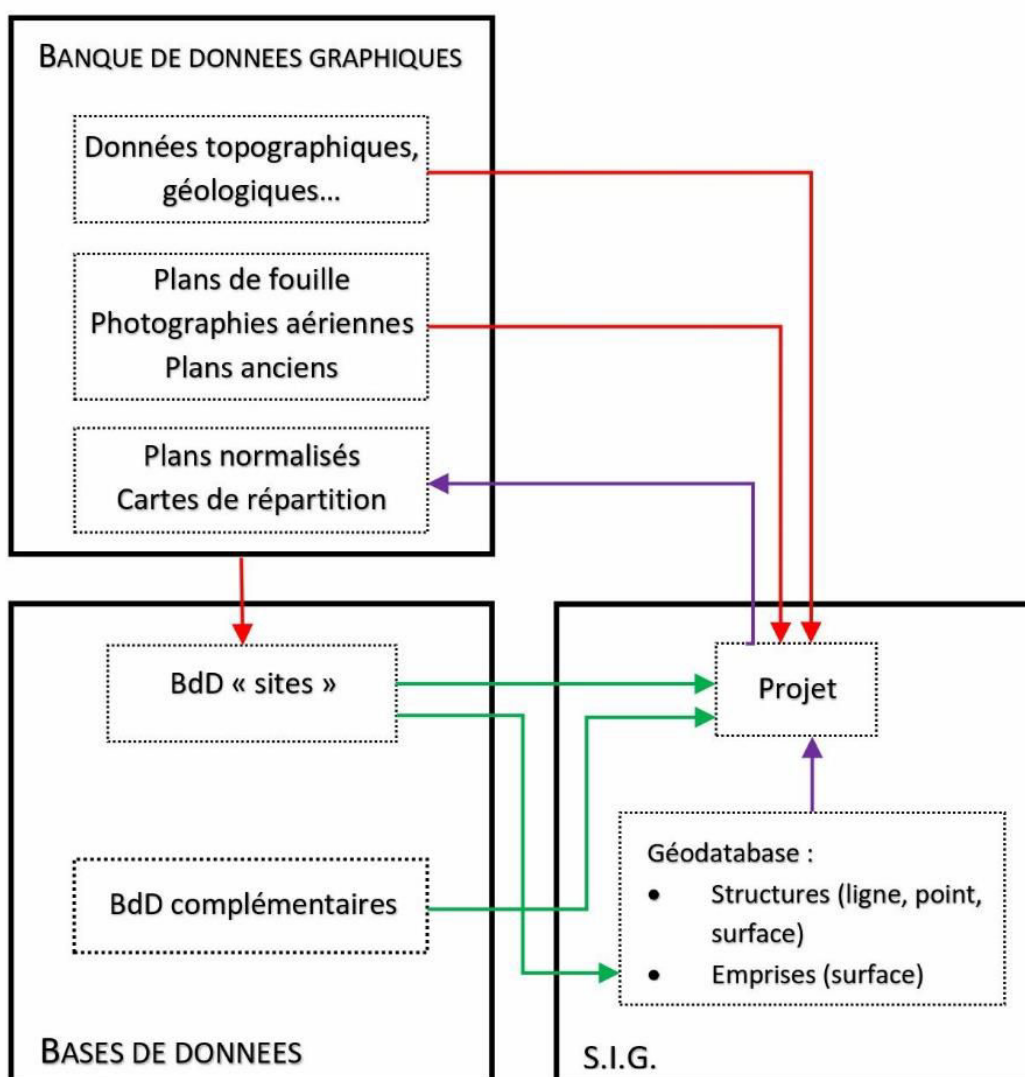 BANQUE DE DONNEES GRAPHIQUES
Données topographiques,
géologiques...
Plans de fouille
Photographies aériennes
Plans anciens
Plans normalisés
Cartes de répartition
BdD « sites »
BdD complémentaires
BASES DE DONNEES
Projet
Géodatabase :
• Structures (ligne, point,
surface)
• Emprises (surface)
S.I.G.